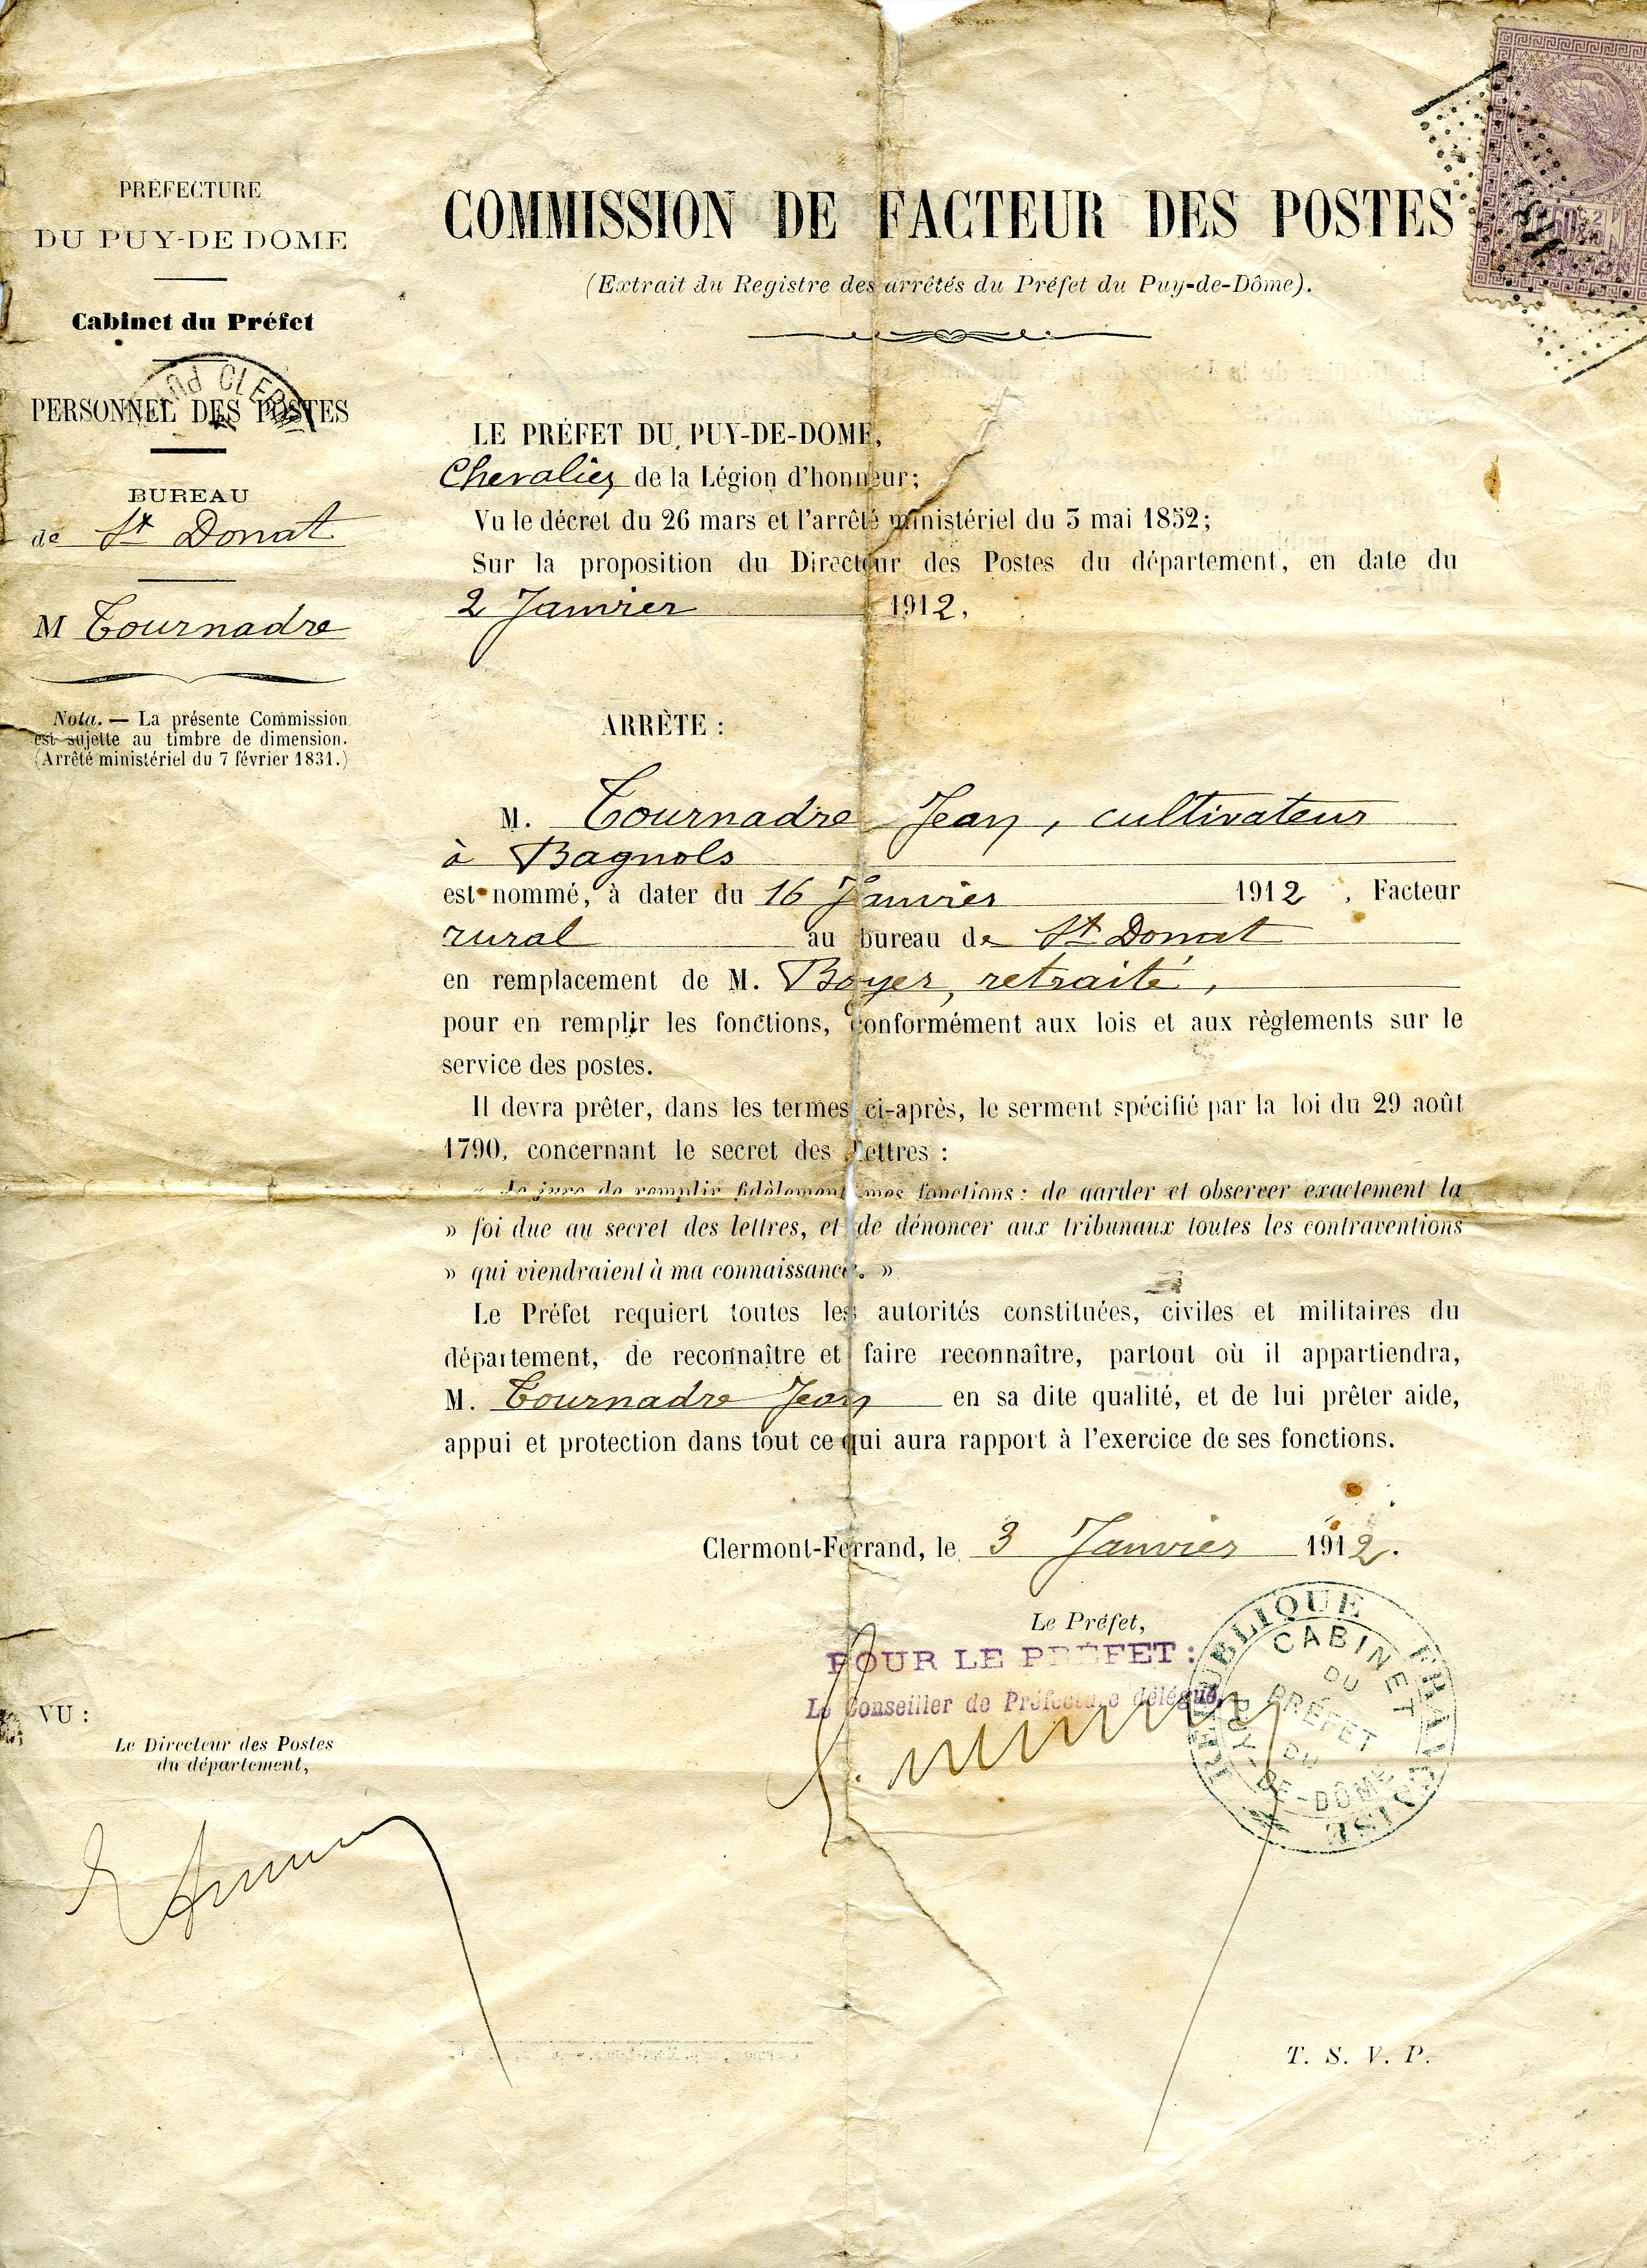 PRÉFECTURE
DU PUY-DE DOME
Cabinet du Préfet
PERSONNEL DES POSTES
BUREAU
de St Donat
M Tournadre
Nota. — La présente Commission
est sujette au timbre de dimension.
(Arrêté ministériel du 7 février 1831.)
COMMISSION DE FACTEUR DES POSTES
(Extrait du Registre des arrêtés du Préfet du Puy-de-Dôme).
LE PRÉFET DU PUY-DE-DOME,
Chevalier de la Légion d'honneur;
Vu le décret du 26 mars et l'arrêté ministériel du 3 mai 1852;
Sur la proposition du Directeur des Postes du département, en date du
2 Janvier 1912.
ARRÈTE :
M. Tournadre Jean, cultivateur
à Bagnols
est nommé, à dater du 16 Janvier 1912, Facteur
rural au bureau de St Donat
en remplacement de M. Boyer, retraité,
pour en remplir les fonctions, conformément aux lois et aux règlements sur le
service des postes.
Il devra prêter, dans les termes ci-après, le serment spécifié par la loi du 29 août
1790, concernant le secret des lettres :
« Je jure de remplir fidèlement mes fonctions : de garder et observer exactement la
» foi due au secret des lettres, et de dénoncer aux tribunaux toutes les contraventions
» qui viendraient à ma connaissance. »
Le Préfet requiert toutes les autorités constituées, civiles et militaires du
département, de reconnaître et faire reconnaître, partout où il appartiendra,
M. Tournadre Jean en sa dite qualité, et de lui prêter aide,
appui et protection dans tout ce qui aura rapport à l'exercice de ses fonctions.
Clermont-Ferrand, le 3 Janvier 1912.
Le Préfet,
POUR LE PRÉFET :
Le Conseiller de Préfecture délégué,
RÉPUBLIQUE FRANÇAISE
CABINET
DU
PRÉFET
DU
PUY-DE-DÔME
VU :
Le Directeur des Postes
du département,
T. S. V. P.